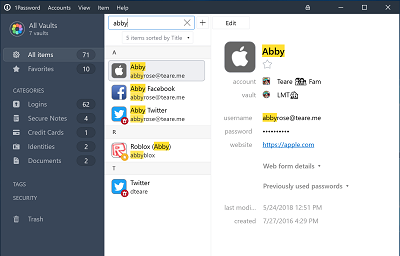 1Password Accounts View Item Help
All Vaults
7 vaults
All items 71
Favorites 10
CATEGORIES
Logins 62
Secure Notes 4
Credit Cards 1
Identities 2
Documents 2
TAGS
SECURITY
Trash
abby
5 items sorted by Title
A
Abby
abbyrose@teare.me
Abby Facebook
abbyrose@teare.me
Abby Twitter
abbyrose@teare.me
R
Roblox (Abby)
abbyblox
T
Twitter
dteare
Edit
Abby
account Teare Fam
vault LMT
username abbyrose@teare.me
password ••••••••••
website https://apple.com
Web form details
Previously used passwords
last modi... 5/24/2018 12:51 PM
created 7/27/2016 4:29 PM